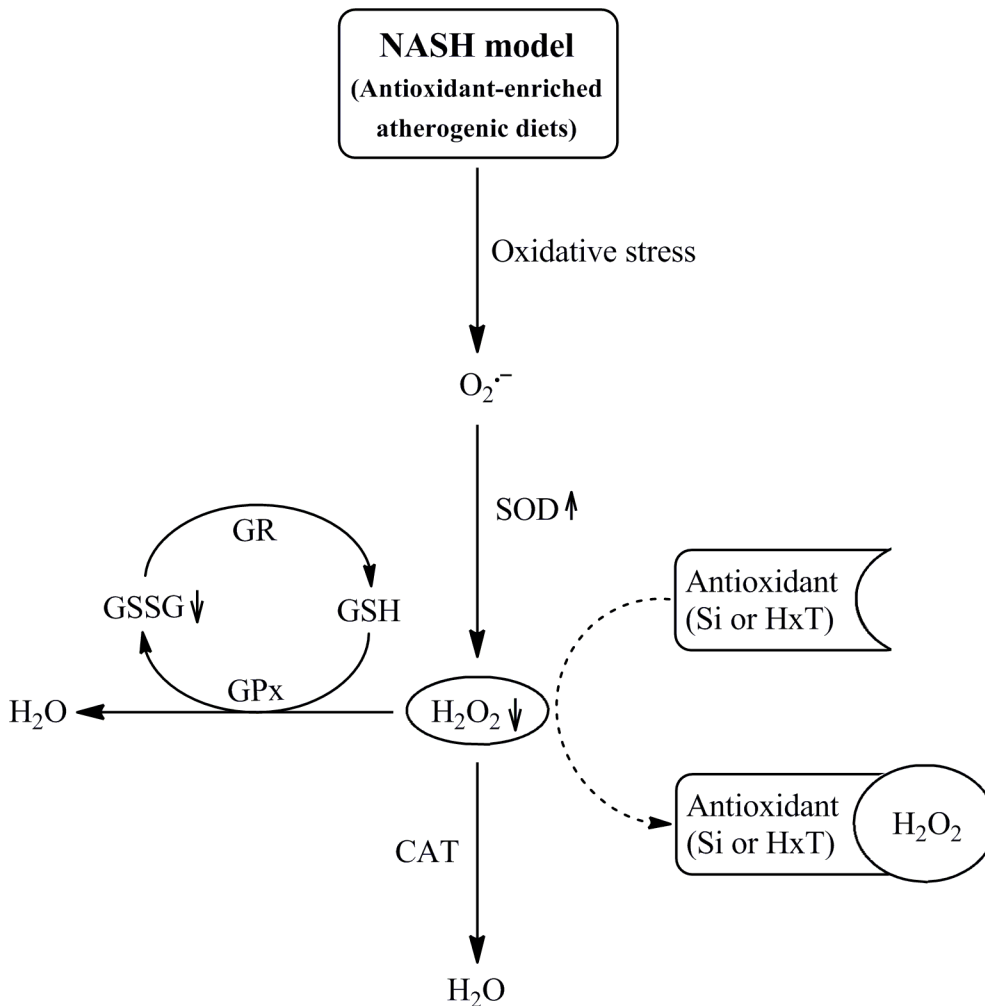 NASH model
(Antioxidant-enriched
atherogenic diets)
Oxidative stress
O₂·⁻
SOD↑
GR
GSSG↓
GSH
GPx
H₂O
H₂O₂↓
Antioxidant
(Si or HxT)
Antioxidant
(Si or HxT)
H₂O₂
CAT
H₂O